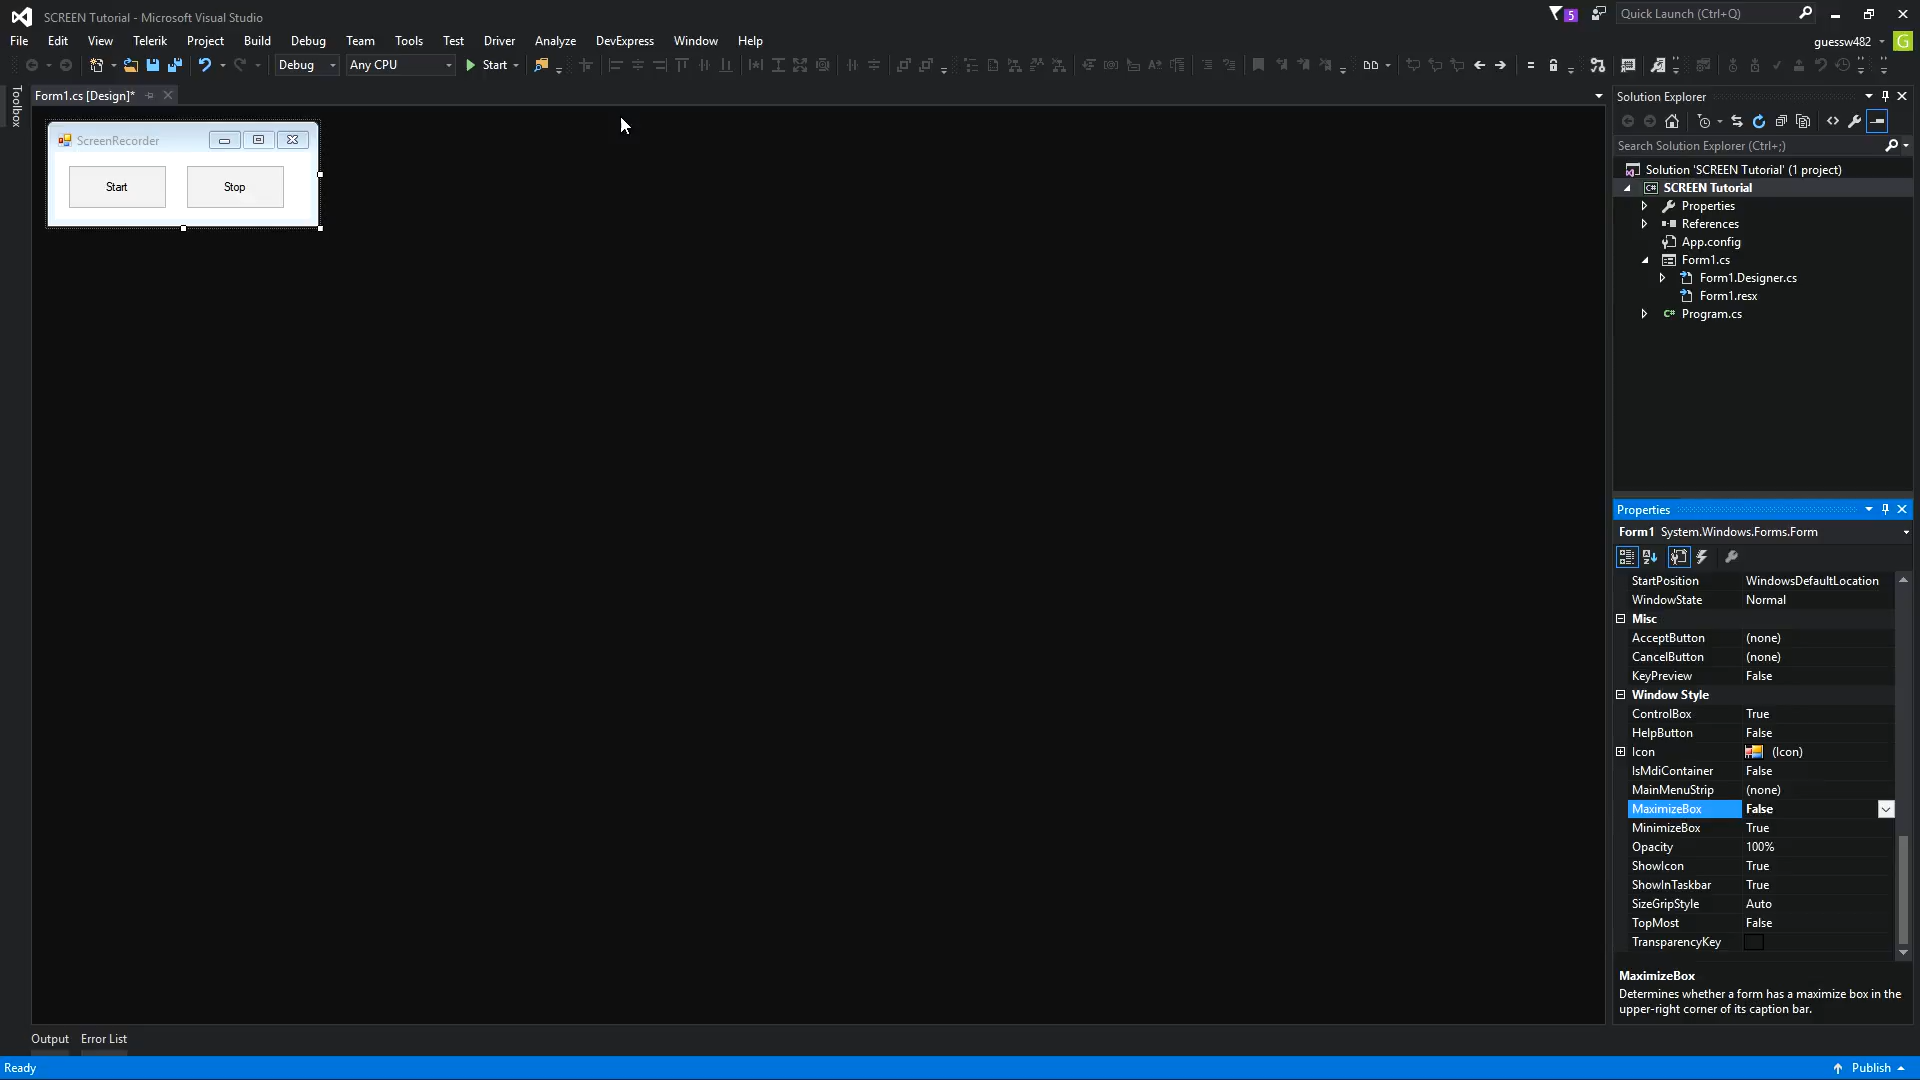 SCREEN Tutorial - Microsoft Visual Studio
5
Quick Launch (Ctrl+Q)
File Edit View Telerik Project Build Debug Team Tools Test Driver Analyze DevExpress Window Help
guessw482 G
Debug Any CPU Start
Toolbox
Form1.cs [Design]*
ScreenRecorder
Start Stop
Solution Explorer
Search Solution Explorer (Ctrl+;)
Solution 'SCREEN Tutorial' (1 project)
C# SCREEN Tutorial
Properties
References
App.config
Form1.cs
Form1.Designer.cs
Form1.resx
C# Program.cs
Properties
Form1 System.Windows.Forms.Form
StartPosition WindowsDefaultLocation
WindowState Normal
Misc
AcceptButton (none)
CancelButton (none)
KeyPreview False
Window Style
ControlBox True
HelpButton False
Icon (Icon)
IsMdiContainer False
MainMenuStrip (none)
MaximizeBox False
MinimizeBox True
Opacity 100%
ShowIcon True
ShowInTaskbar True
SizeGripStyle Auto
TopMost False
TransparencyKey
MaximizeBox
Determines whether a form has a maximize box in the
upper-right corner of its caption bar.
Output Error List
Ready
Publish